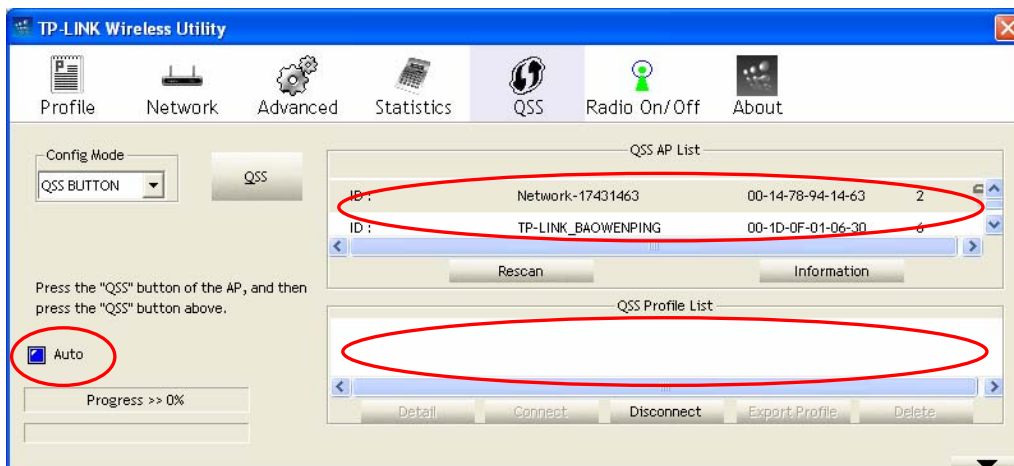 TP-LINK Wireless Utility
Profile Network Advanced Statistics QSS Radio On/Off About
Config Mode
QSS BUTTON
QSS
QSS AP List
ID : Network-17431463 00-14-78-94-14-63 2
ID : TP-LINK_BAOWENPING 00-1D-0F-01-06-30 6
Rescan Information
Press the "QSS" button of the AP, and then
press the "QSS" button above.
QSS Profile List
Auto
Progress >> 0%
Detail Connect Disconnect Export Profile Delete